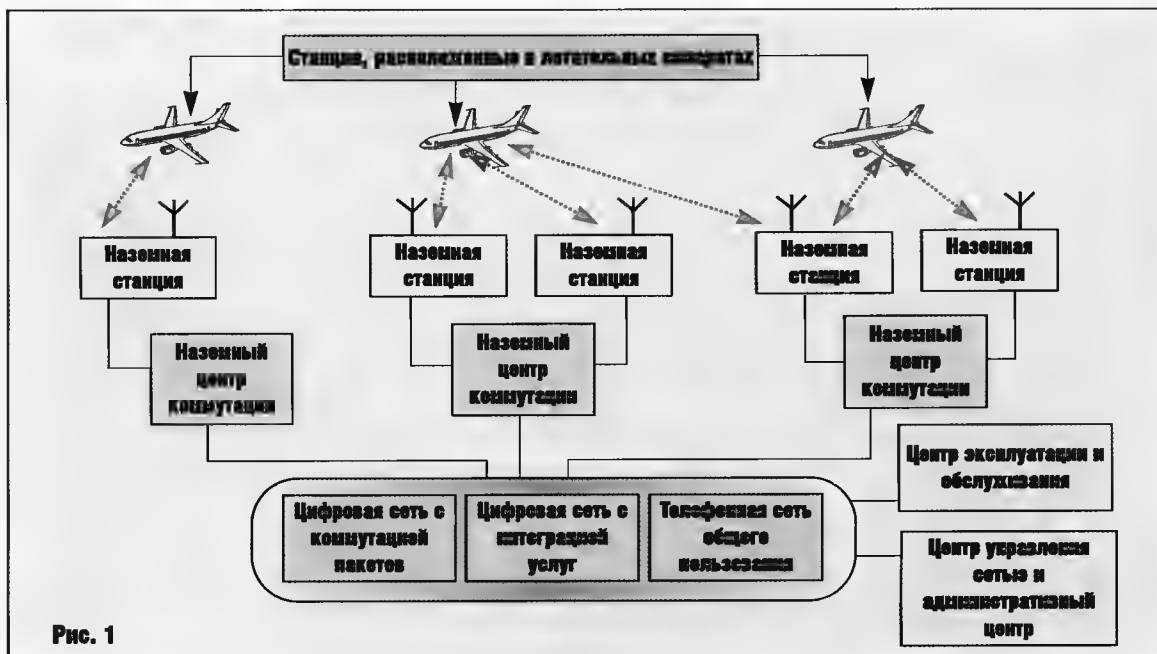 Станции, расположенные в летательных аппаратах
Наземная
станция
Наземная
станция
Наземная
станция
Наземная
станция
Наземная
станция
Наземный
центр
коммутации
Наземный
центр
коммутации
Наземный
центр
коммутации
Центр эксплуатации и
обслуживания
Цифровая сеть с
коммутацией
пакетов
Цифровая сеть с
интеграцией
услуг
Телефонная сеть
общего
пользования
Центр управления
сетью и
административный
центр
Рис. 1